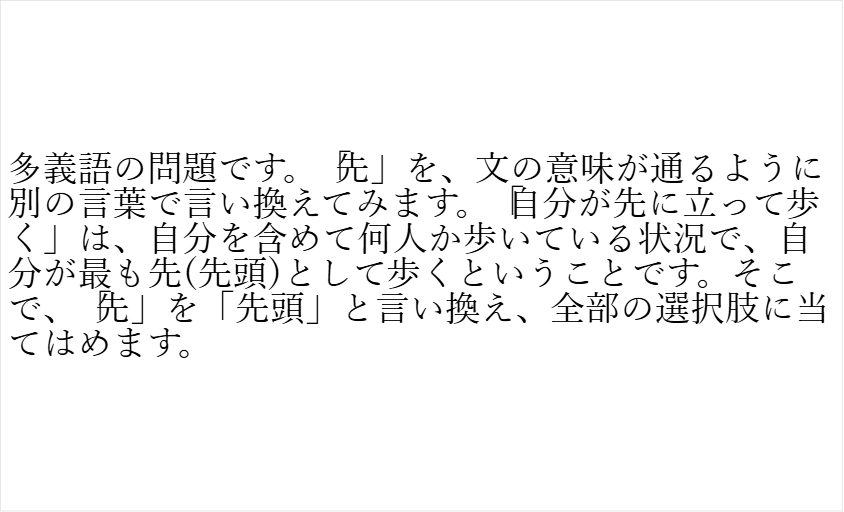 多義語の問題です。「先」を、文の意味が通るように
別の言葉で言い換えてみます。「自分が先に立って歩
く」は、自分を含めて何人か歩いている状況で、自
分が最も先(先頭)として歩くということです。そこ
で、「先」を「先頭」と言い換え、全部の選択肢に当
てはめます。